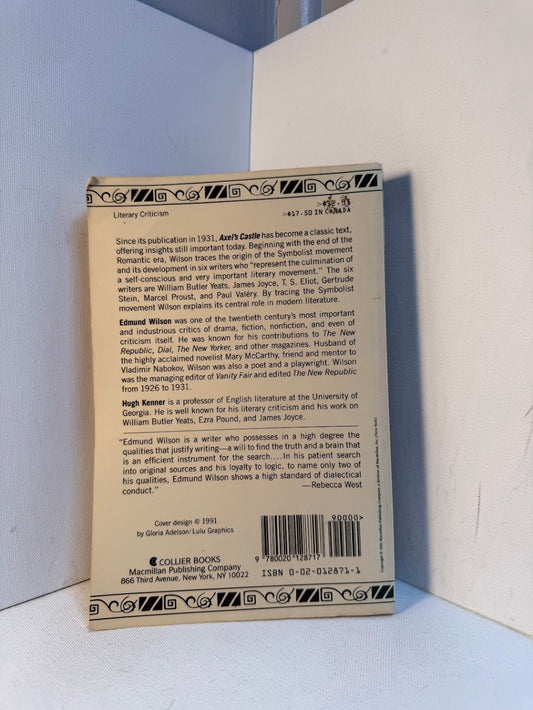 Literary Criticism
>$17.50 IN CANADA
Since its publication in 1931, Axel's Castle has become a classic text,
offering insights still important today. Beginning with the end of the
Romantic era, Wilson traces the origin of the Symbolist movement
and its development in six writers who "represent the culmination of
a self-conscious and very important literary movement." The six
writers are William Butler Yeats, James Joyce, T. S. Eliot, Gertrude
Stein, Marcel Proust, and Paul Valéry. By tracing the Symbolist
movement Wilson explains its central role in modern literature.
Edmund Wilson was one of the twentieth century's most important
and industrious critics of drama, fiction, nonfiction, and even of
criticism itself. He was known for his contributions to The New
Republic, Dial, The New Yorker, and other magazines. Husband of
the highly acclaimed novelist Mary McCarthy, friend and mentor to
Vladimir Nabokov, Wilson was also a poet and a playwright. Wilson
was the managing editor of Vanity Fair and edited The New Republic
from 1926 to 1931.
Hugh Kenner is a professor of English literature at the University of
Georgia. He is well known for his literary criticism and his work on
William Butler Yeats, Ezra Pound, and James Joyce.
"Edmund Wilson is a writer who possesses in a high degree the
qualities that justify writing—a will to find the truth and a brain that
is an efficient instrument for the search....In his patient search
into original sources and his loyalty to logic, to name only two of
his qualities, Edmund Wilson shows a high standard of dialectical
conduct."
—Rebecca West
Cover design © 1991
by Gloria Adelson/Lulu Graphics
COLLIER BOOKS
Macmillan Publishing Company
866 Third Avenue, New York, NY 10022
90000>
9 780020 128717
ISBN 0-02-012871-1